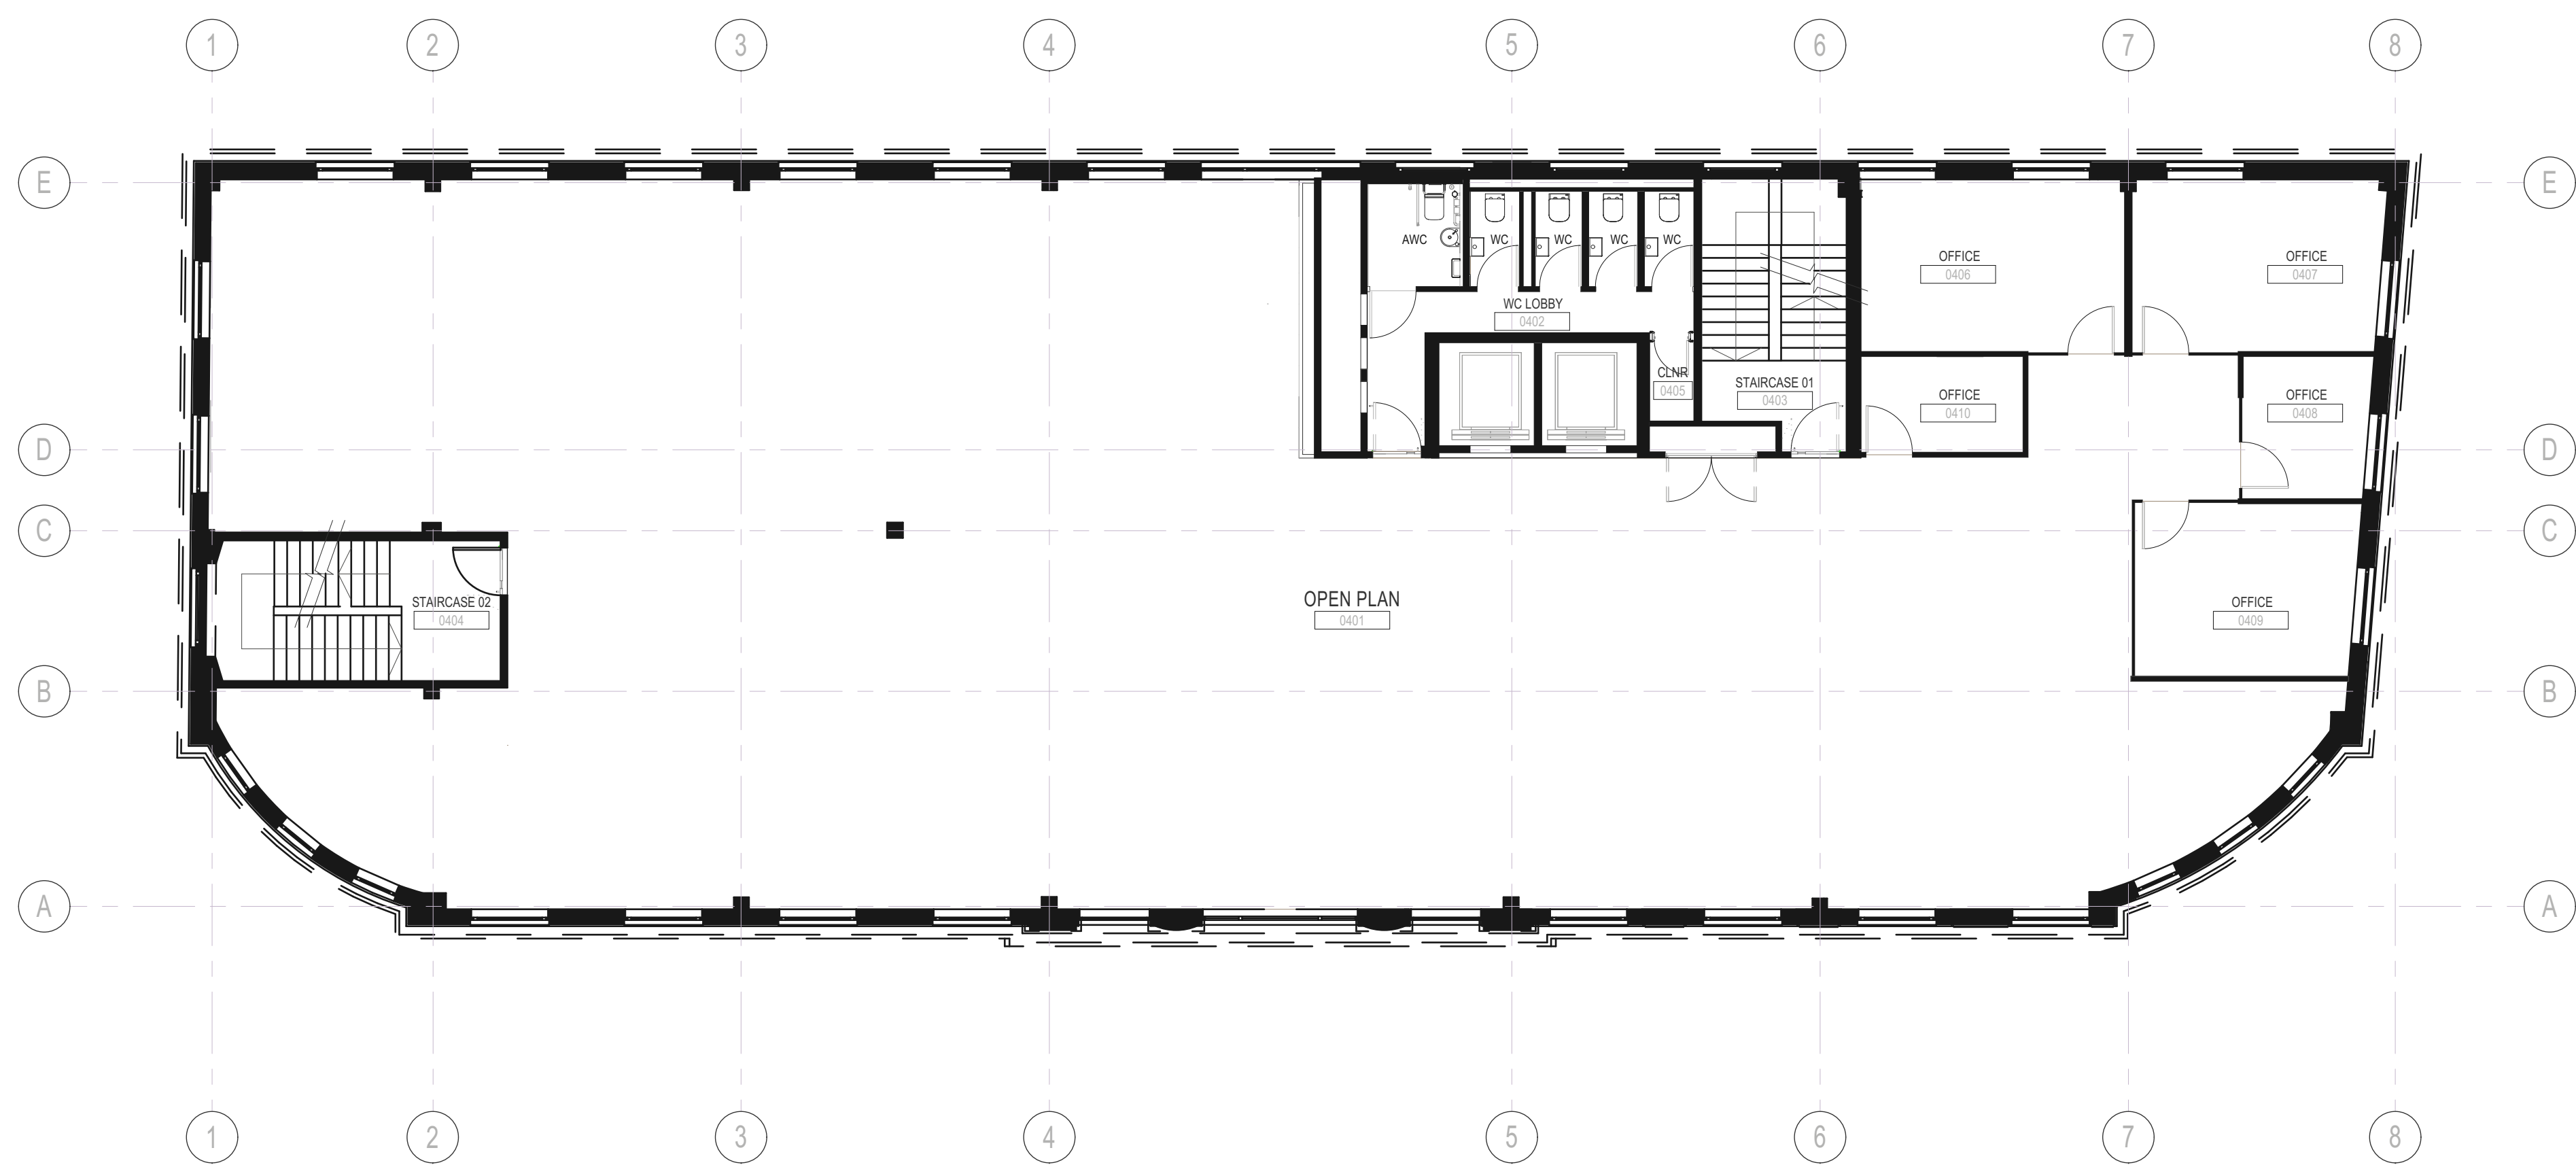 1 2 3 4 5 6 7 8
E E
AWC WC WC WC WC
OFFICE
0406
OFFICE
0407
WC LOBBY
0402
CLNR
0405
STAIRCASE 01
0403
OFFICE
0410
OFFICE
0408
D D
C C
STAIRCASE 02
0404
OPEN PLAN
0401
OFFICE
0409
B B
A A
1 2 3 4 5 6 7 8